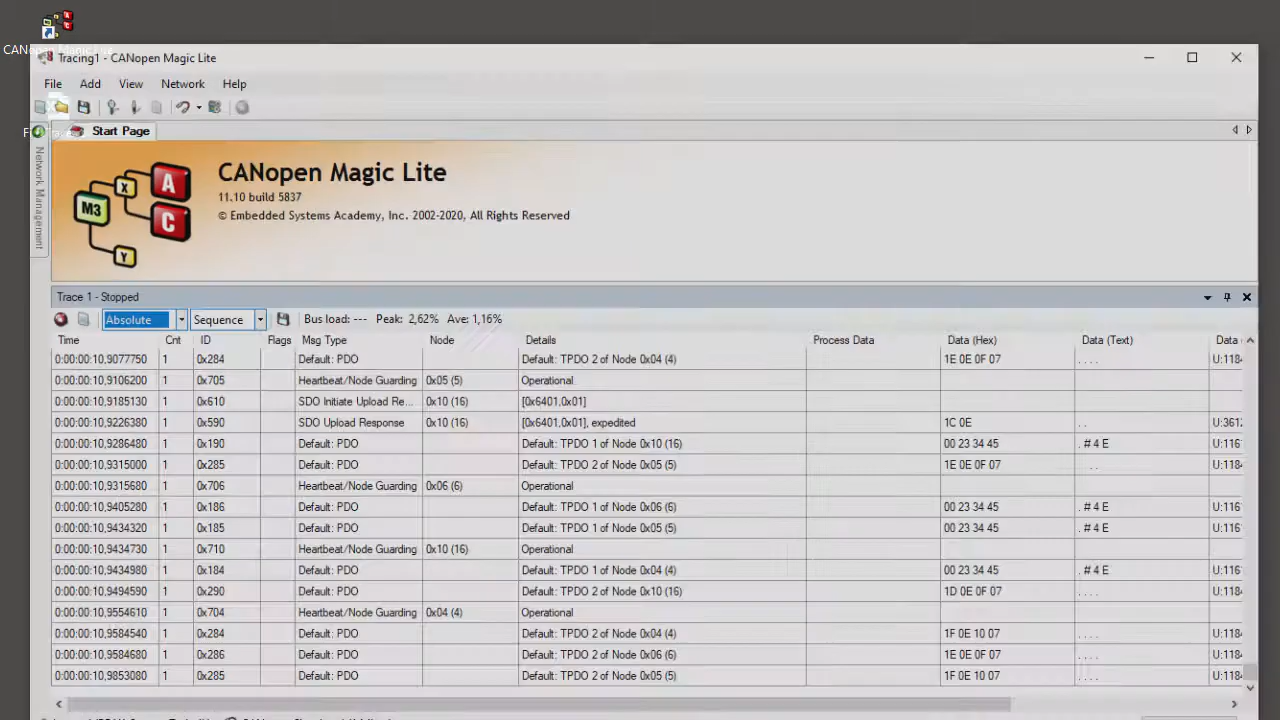 CANopen Magic Lite
Tracing1 - CANopen Magic Lite
File Add View Network Help
Start Page
Network Management
M3 X A C Y
CANopen Magic Lite
11.10 build 5837
© Embedded Systems Academy, Inc. 2002-2020, All Rights Reserved
Trace 1 - Stopped
Absolute Sequence Bus load: --- Peak: 2,62% Ave: 1,16%
Time Cnt ID Flags Msg Type Node Details Process Data Data (Hex) Data (Text) Data
0:00:00:10,9077750 1 0x284 Default: PDO Default: TPDO 2 of Node 0x04 (4) 1E 0E 0F 07 . . . . U:1184
0:00:00:10,9106200 1 0x705 Heartbeat/Node Guarding 0x05 (5) Operational
0:00:00:10,9185130 1 0x610 SDO Initiate Upload Re... 0x10 (16) [0x6401,0x01]
0:00:00:10,9226380 1 0x590 SDO Upload Response 0x10 (16) [0x6401,0x01], expedited 1C 0E . . U:3612
0:00:00:10,9286480 1 0x190 Default: PDO Default: TPDO 1 of Node 0x10 (16) 00 23 34 45 . # 4 E U:1161
0:00:00:10,9315000 1 0x285 Default: PDO Default: TPDO 2 of Node 0x05 (5) 1E 0E 0F 07 . . . U:1184
0:00:00:10,9315680 1 0x706 Heartbeat/Node Guarding 0x06 (6) Operational
0:00:00:10,9405280 1 0x186 Default: PDO Default: TPDO 1 of Node 0x06 (6) 00 23 34 45 . # 4 E U:1161
0:00:00:10,9434320 1 0x185 Default: PDO Default: TPDO 1 of Node 0x05 (5) 00 23 34 45 . # 4 E U:1161
0:00:00:10,9434730 1 0x710 Heartbeat/Node Guarding 0x10 (16) Operational
0:00:00:10,9434980 1 0x184 Default: PDO Default: TPDO 1 of Node 0x04 (4) 00 23 34 45 . # 4 E U:1161
0:00:00:10,9494590 1 0x290 Default: PDO Default: TPDO 2 of Node 0x10 (16) 1D 0E 0F 07 . . . . U:1184
0:00:00:10,9554610 1 0x704 Heartbeat/Node Guarding 0x04 (4) Operational
0:00:00:10,9584540 1 0x284 Default: PDO Default: TPDO 2 of Node 0x04 (4) 1F 0E 10 07 . . . . U:1184
0:00:00:10,9584680 1 0x286 Default: PDO Default: TPDO 2 of Node 0x06 (6) 1E 0E 0F 07 . . . . U:1184
0:00:00:10,9853080 1 0x285 Default: PDO Default: TPDO 2 of Node 0x05 (5) 1F 0E 10 07 . . . . U:1184